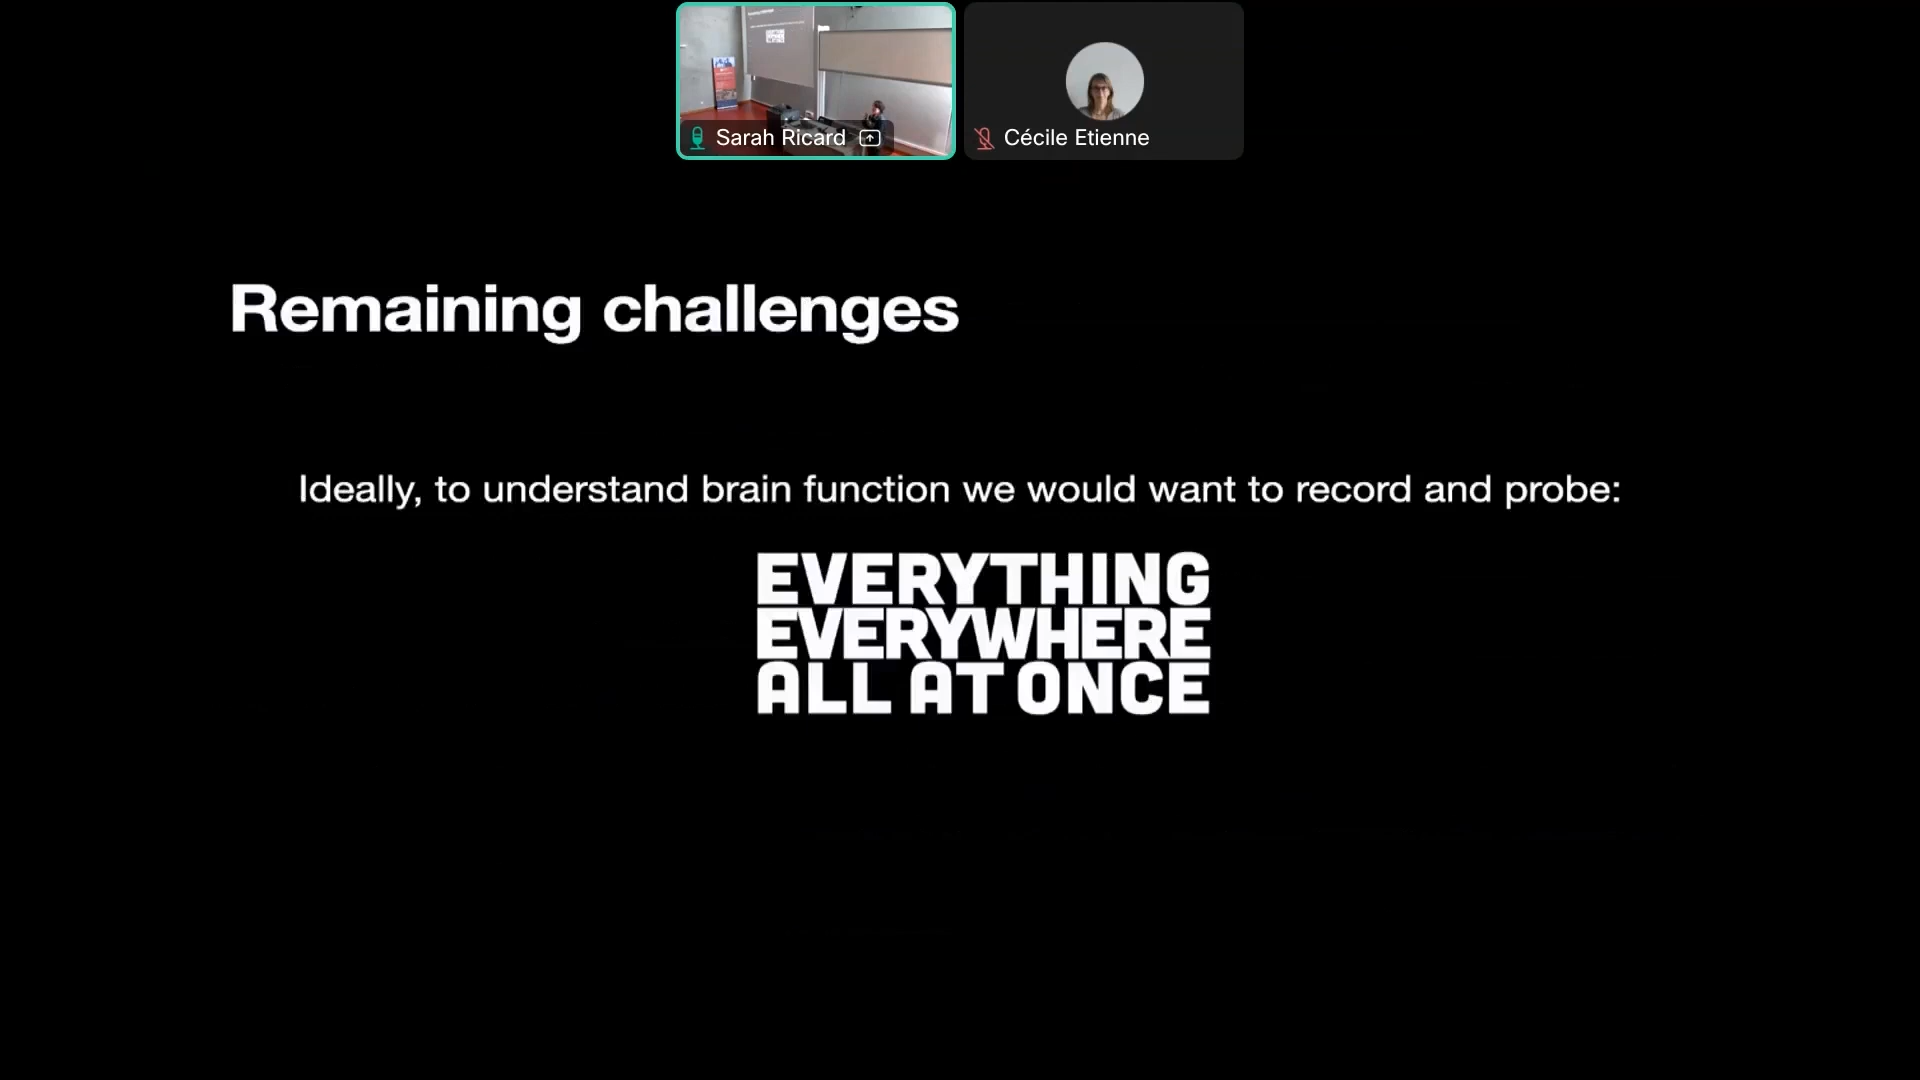 Sarah Ricard
Cécile Etienne
Remaining challenges
Ideally, to understand brain function we would want to record and probe:
EVERYTHING
EVERYWHERE
ALL AT ONCE